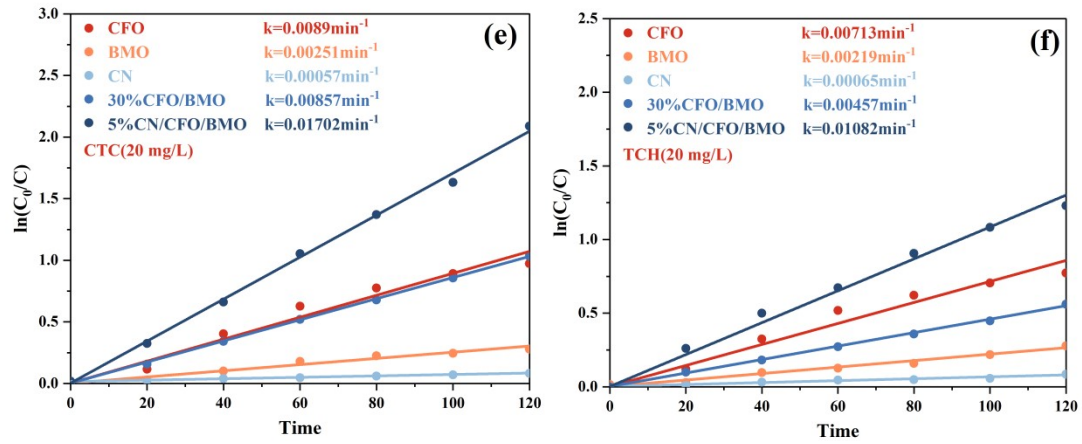 (e)
CFO k=0.0089min⁻¹
BMO k=0.00251min⁻¹
CN k=0.00057min⁻¹
30%CFO/BMO k=0.00857min⁻¹
5%CN/CFO/BMO k=0.01702min⁻¹
CTC(20 mg/L)
ln(C₀/C)
3.0
2.5
2.0
1.5
1.0
0.5
0.0
0 20 40 60 80 100 120
Time
(f)
CFO k=0.00713min⁻¹
BMO k=0.00219min⁻¹
CN k=0.00065min⁻¹
30%CFO/BMO k=0.00457min⁻¹
5%CN/CFO/BMO k=0.01082min⁻¹
TCH(20 mg/L)
ln(C₀/C)
2.5
2.0
1.5
1.0
0.5
0.0
0 20 40 60 80 100 120
Time